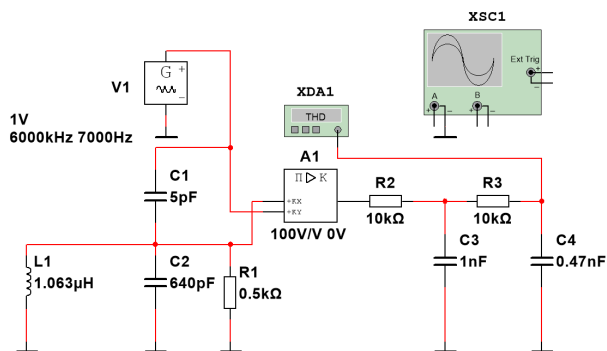 XSC1
Ext Trig
+
−
A
B
+ − + −
V1
G +
−
1V
6000kHz 7000Hz
XDA1
THD
A1
П ▷ К
+KX
+KY
100V/V 0V
C1
5pF
R2
10kΩ
R3
10kΩ
L1
1.063µH
C2
640pF
R1
0.5kΩ
C3
1nF
C4
0.47nF